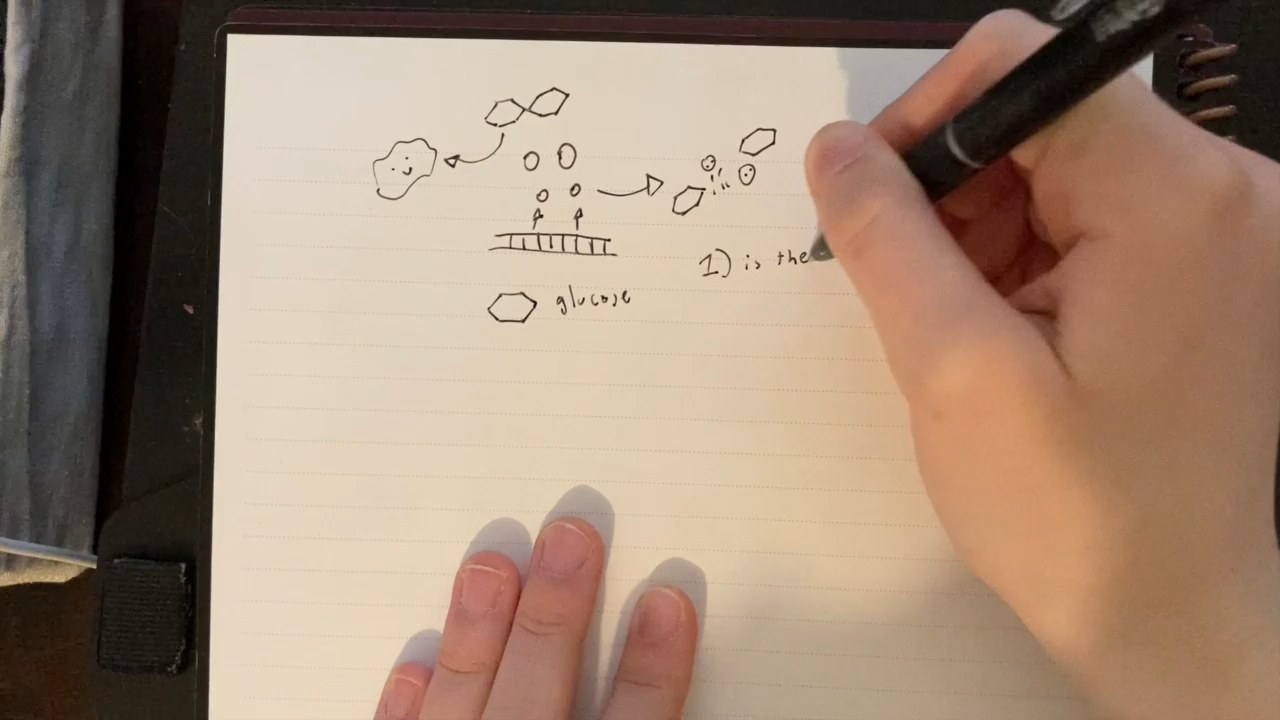 1) is the
glucose